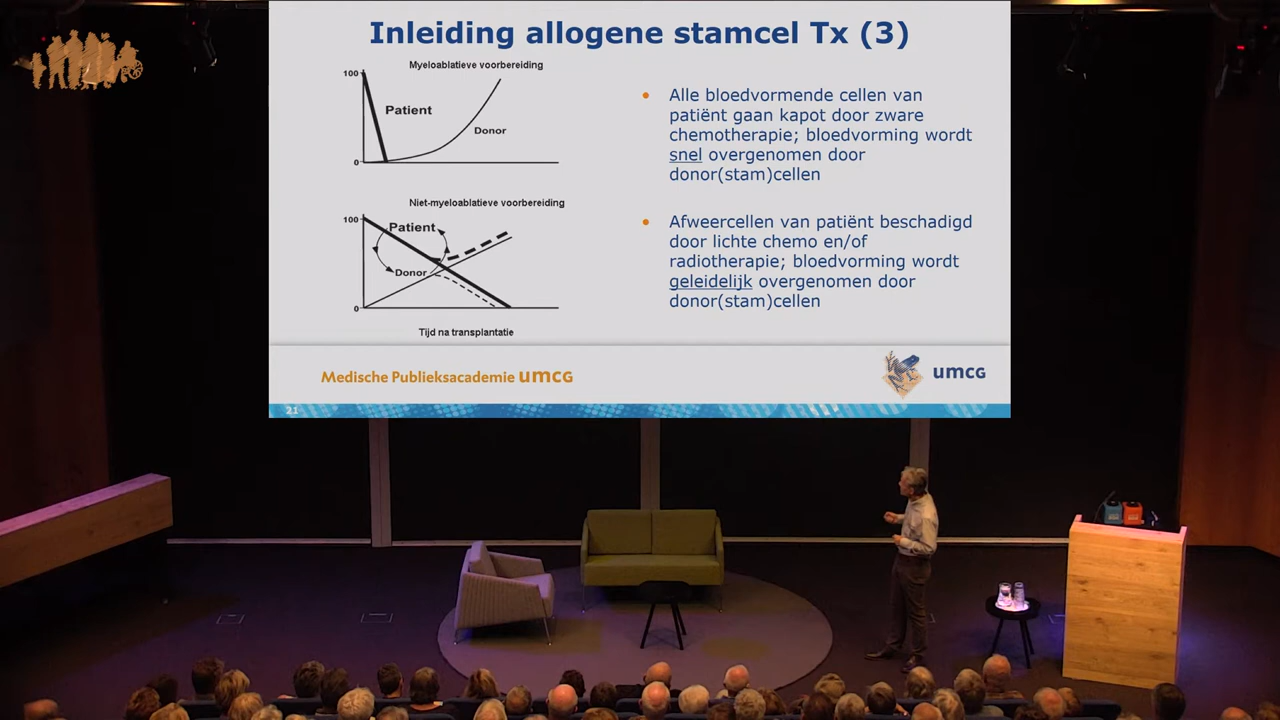 Inleiding allogene stamcel Tx (3)
Myeloablatieve voorbereiding
100
Patient
Donor
0
Niet-myeloablatieve voorbereiding
100
Patient
Donor
0
Tijd na transplantatie
• Alle bloedvormende cellen van
patiënt gaan kapot door zware
chemotherapie; bloedvorming wordt
snel overgenomen door
donor(stam)cellen
• Afweercellen van patiënt beschadigd
door lichte chemo en/of
radiotherapie; bloedvorming wordt
geleidelijk overgenomen door
donor(stam)cellen
Medische Publieksacademie umcg
umcg
21